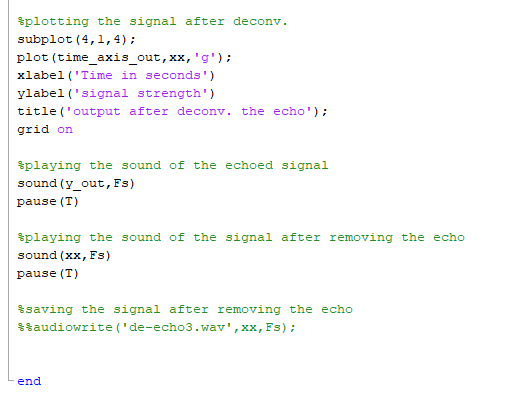 %plotting the signal after deconv.
subplot(4,1,4);
plot(time_axis_out,xx,'g');
xlabel('Time in seconds')
ylabel('signal strength')
title('output after deconv. the echo');
grid on
%playing the sound of the echoed signal
sound(y_out,Fs)
pause(T)
%playing the sound of the signal after removing the echo
sound(xx,Fs)
pause(T)
%saving the signal after removing the echo
%%audiowrite('de-echo3.wav',xx,Fs);
end